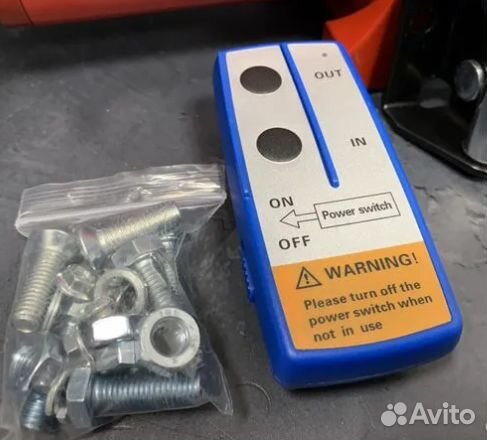 OUT
IN
ON
Power switch
OFF
WARNING!
Please turn off the
power switch when
not in use
Avito